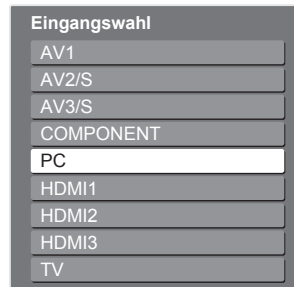 Eingangswahl
AV1
AV2/S
AV3/S
COMPONENT
PC
HDMI1
HDMI2
HDMI3
TV